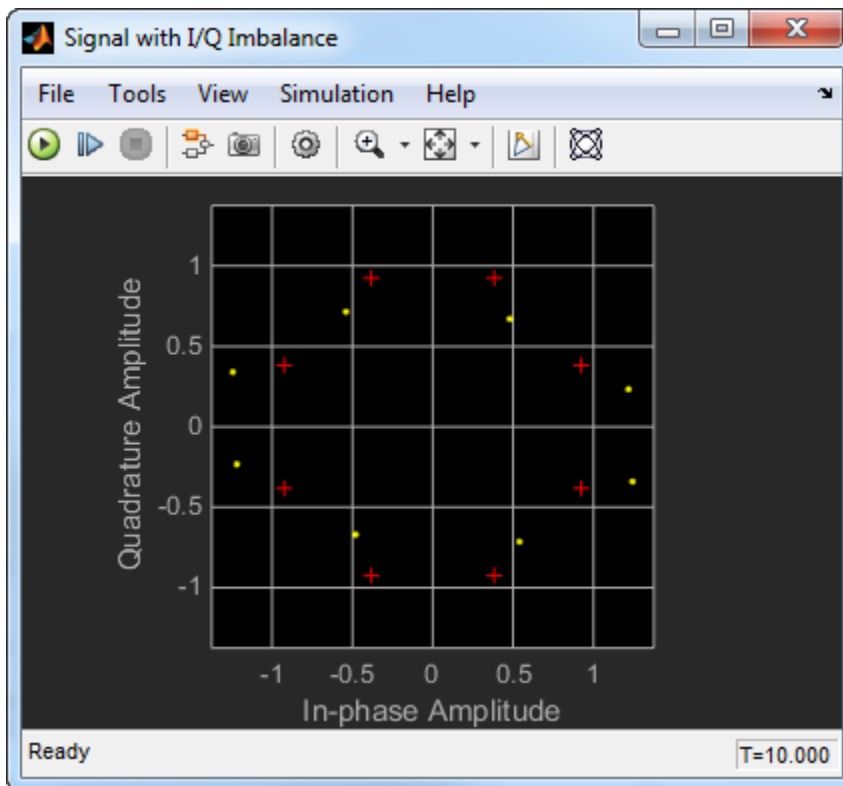 Signal with I/Q Imbalance
File Tools View Simulation Help
Quadrature Amplitude
1
0.5
0
-0.5
-1
-1 -0.5 0 0.5 1
In-phase Amplitude
Ready T=10.000